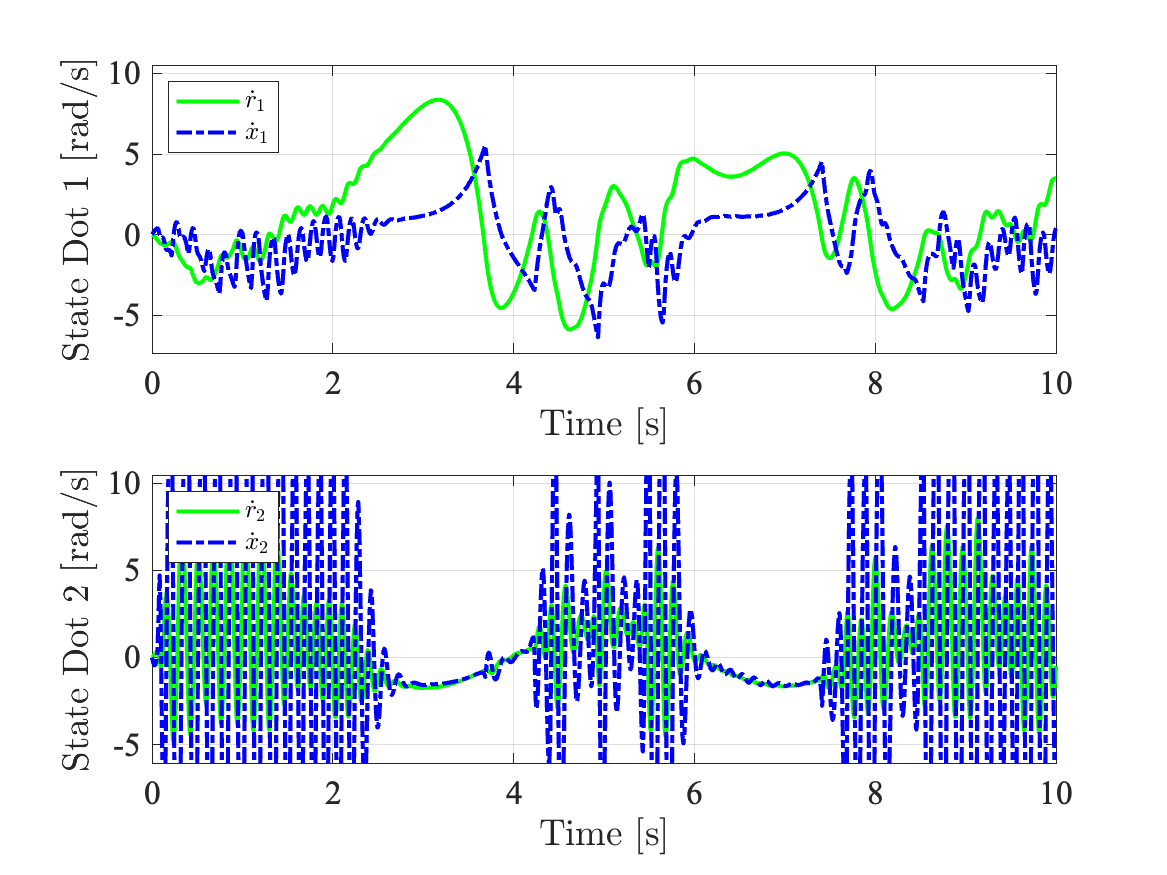 State Dot 1 [rad/s]
10
5
0
-5
ṙ₁
ẋ₁
0 2 4 6 8 10
Time [s]
State Dot 2 [rad/s]
10
5
0
-5
ṙ₂
ẋ₂
0 2 4 6 8 10
Time [s]